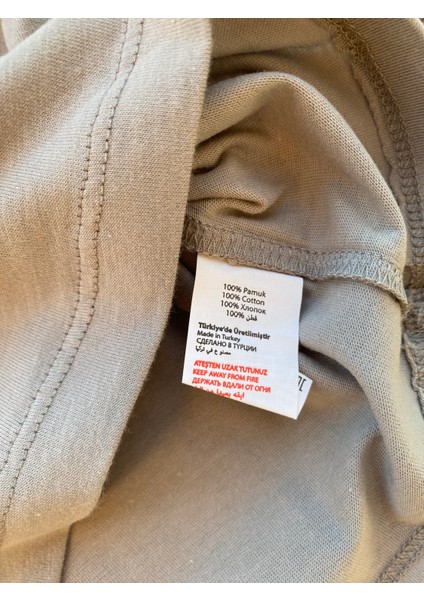 100% Pamuk
100% Cotton
100% Хлопок
100% قطن
Türkiye'de Üretilmiştir
Made in Turkey
СДЕЛАНО В ТУРЦИИ
مصنوع في تركيا
ATEŞTEN UZAK TUTUNUZ
KEEP AWAY FROM FIRE
ДЕРЖАТЬ ВДАЛИ ОТ ОГНЯ